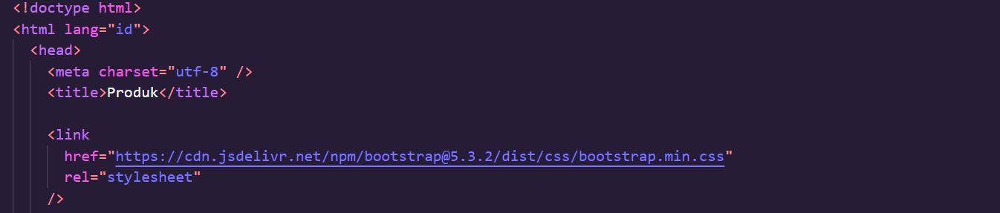 <!doctype html>
<html lang="id">
<head>
<meta charset="utf-8" />
<title>Produk</title>
<link
href="https://cdn.jsdelivr.net/npm/bootstrap@5.3.2/dist/css/bootstrap.min.css"
rel="stylesheet"
/>